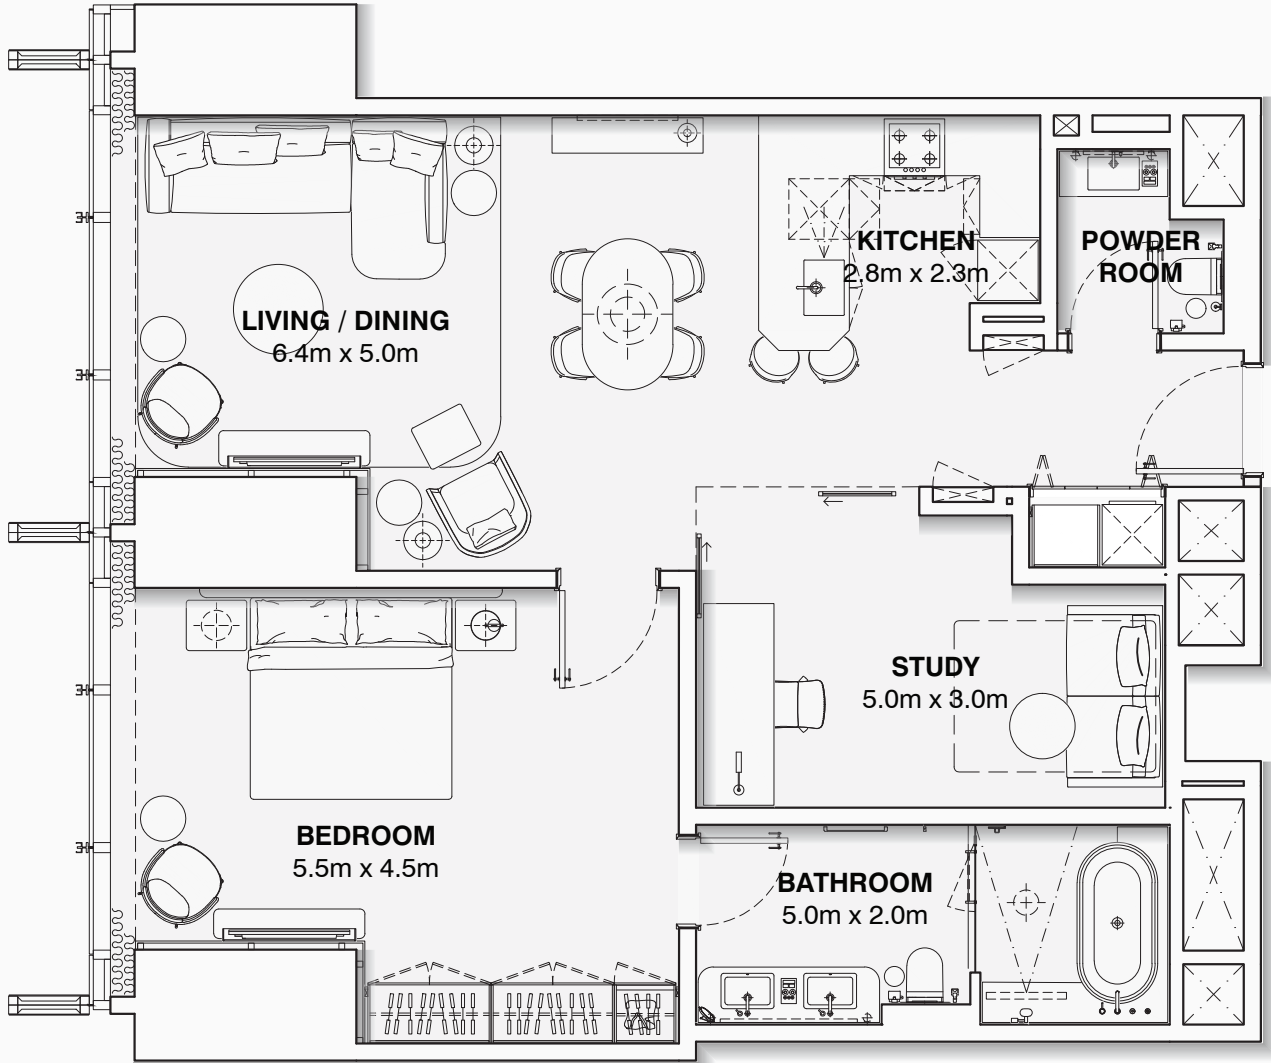 KITCHEN
2.8m x 2.3m
POWDER
ROOM
LIVING / DINING
6.4m x 5.0m
STUDY
5.0m x 3.0m
BEDROOM
5.5m x 4.5m
BATHROOM
5.0m x 2.0m